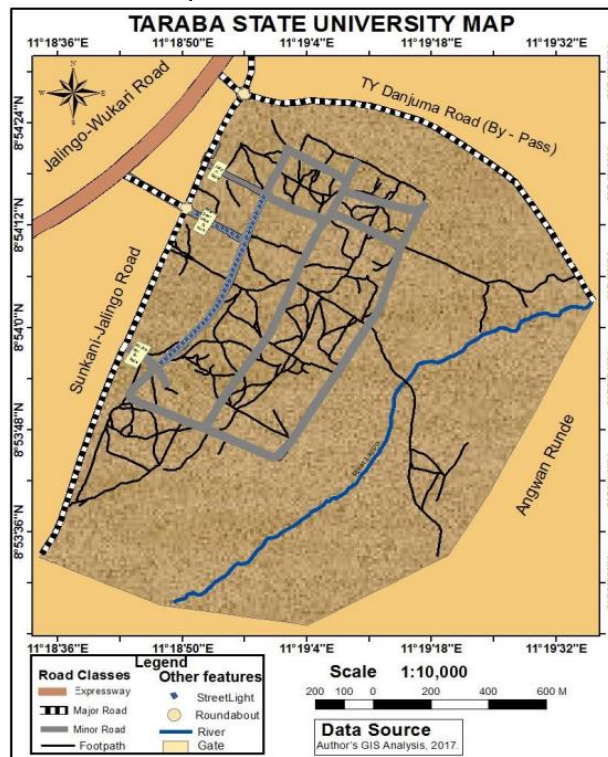 TARABA STATE UNIVERSITY MAP
11°18'36"E 11°18'50"E 11°19'4"E 11°19'18"E 11°19'32"E
N
W E
S
Jalingo-Wukari Road
TY Danjuma Road (By - Pass)
8°54'24"N
8°54'12"N
8°54'0"N
8°53'48"N
8°53'36"N
Sunkani-Jalingo Road
Angwan Runde
11°18'36"E 11°18'50"E 11°19'4"E 11°19'18"E 11°19'32"E
Legend
Road Classes
Expressway
Major Road
Minor Road
Footpath
Other features
StreetLight
Roundabout
River
Gate
Scale 1:10,000
200 100 0 200 400 600 M
Data Source
Author's GIS Analysis, 2017.